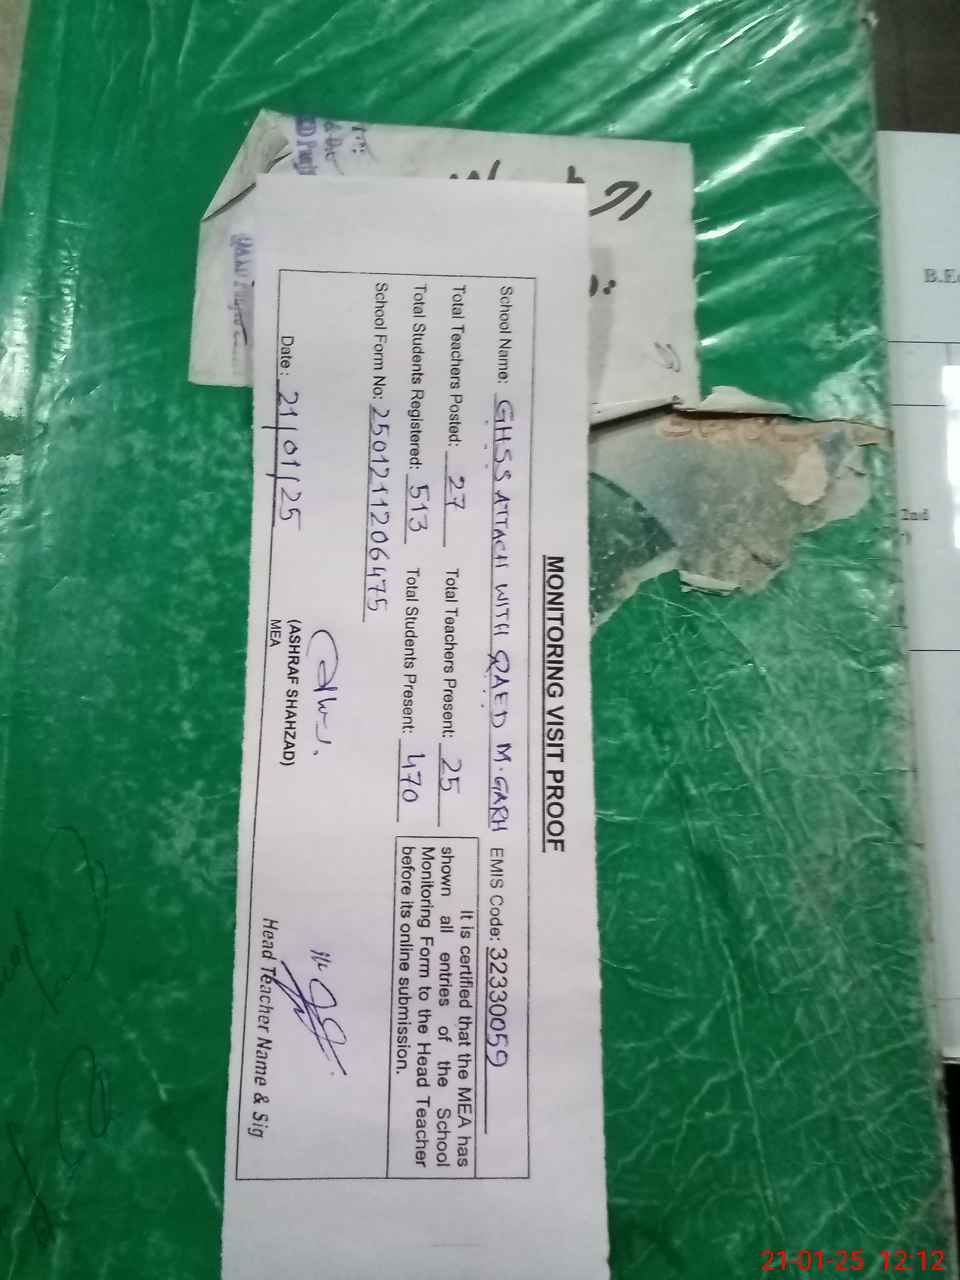 MONITORING VISIT PROOF
School Name: GHSS ATTACH WITH QAED M.GARH EMIS Code: 32330059
Total Teachers Posted: 27 Total Teachers Present: 25
Total Students Registered: 513 Total Students Present: 470
School Form No: 2501211206475
It is certified that the MEA has
shown all entries of the School
Monitoring Form to the Head Teacher
before its online submission.
Date: 21/01/25
(ASHRAF SHAHZAD)
MEA
Head Teacher Name & Sig
2nd
21-01-25 12:12